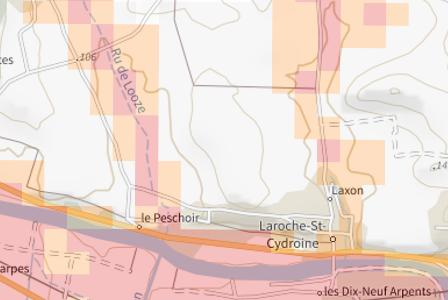 106
Ru de Looze
Laxon
le Peschoir
Laroche-St-
Cydroine
les Dix-Neuf Arpents